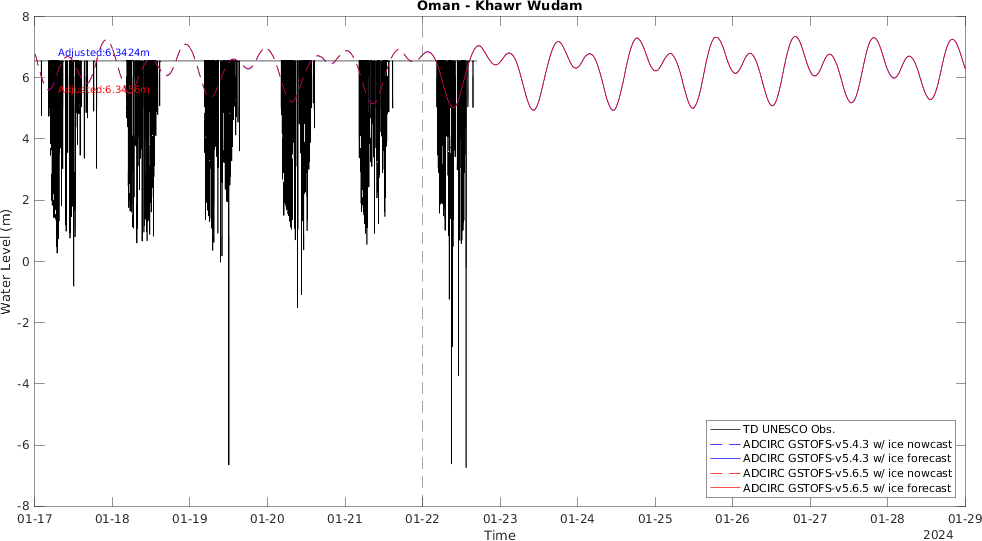 Oman - Khawr Wudam
Adjusted:6.3424m
Adjusted:6.3456m
Water Level (m)
8
6
4
2
0
-2
-4
-6
-8
TD UNESCO Obs.
ADCIRC GSTOFS-v5.4.3 w/ ice nowcast
ADCIRC GSTOFS-v5.4.3 w/ ice forecast
ADCIRC GSTOFS-v5.6.5 w/ ice nowcast
ADCIRC GSTOFS-v5.6.5 w/ ice forecast
01-17 01-18 01-19 01-20 01-21 01-22 01-23 01-24 01-25 01-26 01-27 01-28 01-29
Time
2024